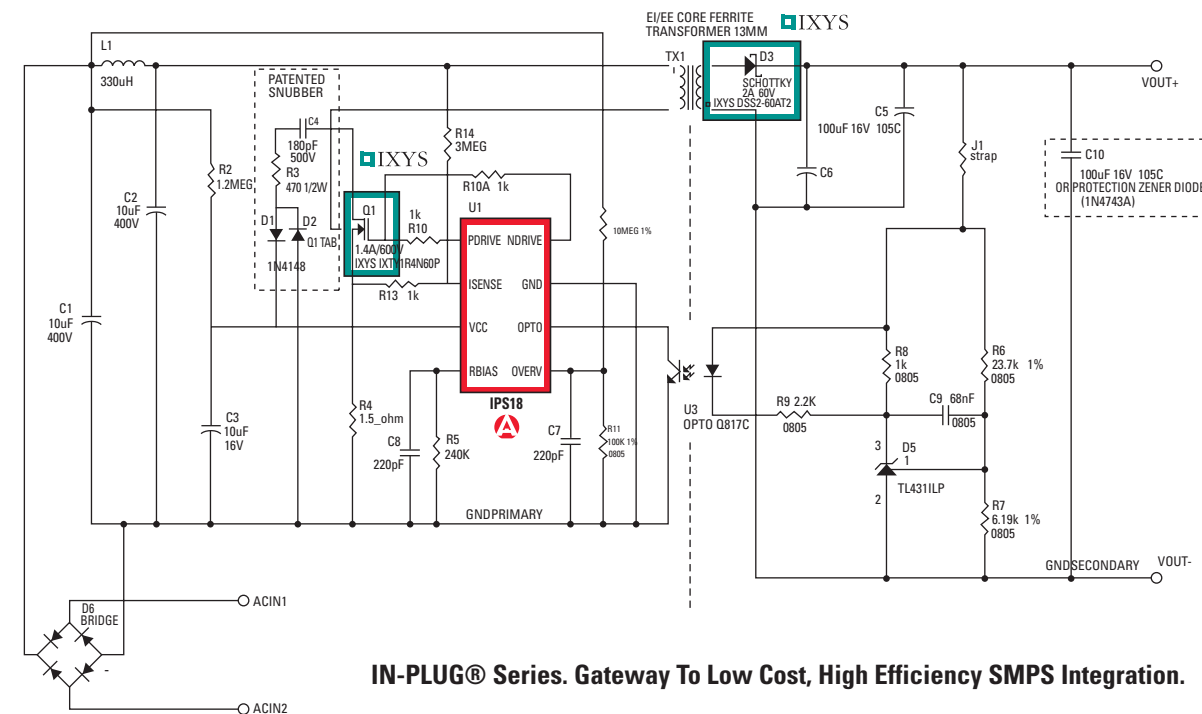 EI/EE CORE FERRITE
TRANSFORMER 13MM
IXYS
L1
330uH
TX1
D3
SCHOTTKY
2A 60V
IXYS DSS2-60AT2
VOUT+
PATENTED
SNUBBER
C4
180pF
500V
R3
470 1/2W
D1
D2
1N4148
Q1 TAB
IXYS
Q1
1.4A/600V
IXYS IXTY1R4N60P
R14
3MEG
R10A 1k
1k
R10
R13 1k
U1
PDRIVE NDRIVE
ISENSE GND
VCC OPTO
RBIAS OVERV
IPS18
A
10MEG 1%
C5
100uF 16V 105C
C6
J1
strap
C10
100uF 16V 105C
OR PROTECTION ZENER DIODE
(1N4743A)
R2
1.2MEG
C2
10uF
400V
C1
10uF
400V
C3
10uF
16V
R4
1.5_ohm
C8
220pF
R5
240K
C7
220pF
R11
100K 1%
0805
U3
OPTO Q817C
R8
1k
0805
R6
23.7k 1%
0805
R9 2.2K
0805
C9 68nF
0805
3
D5
1
TL431ILP
2
R7
6.19k 1%
0805
GNDPRIMARY
GNDSECONDARY
VOUT-
D6
BRIDGE
-
ACIN1
ACIN2
IN-PLUG® Series. Gateway To Low Cost, High Efficiency SMPS Integration.